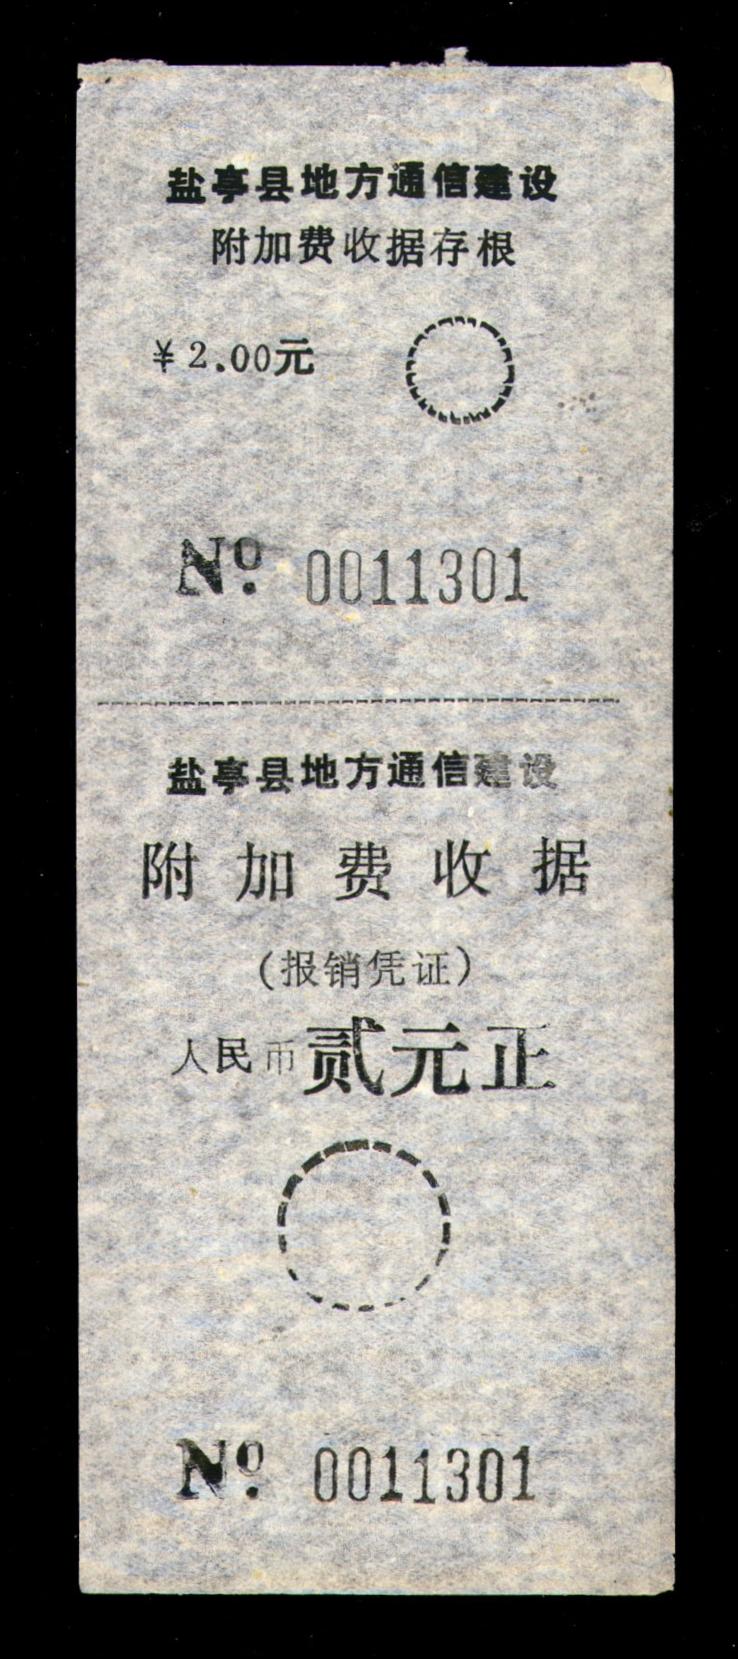 盐亭县地方通信建设
附加费收据存根
¥2.00元
№ 0011301
盐亭县地方通信建设
附加费收据
(报销凭证)
人民币贰元正
№ 0011301